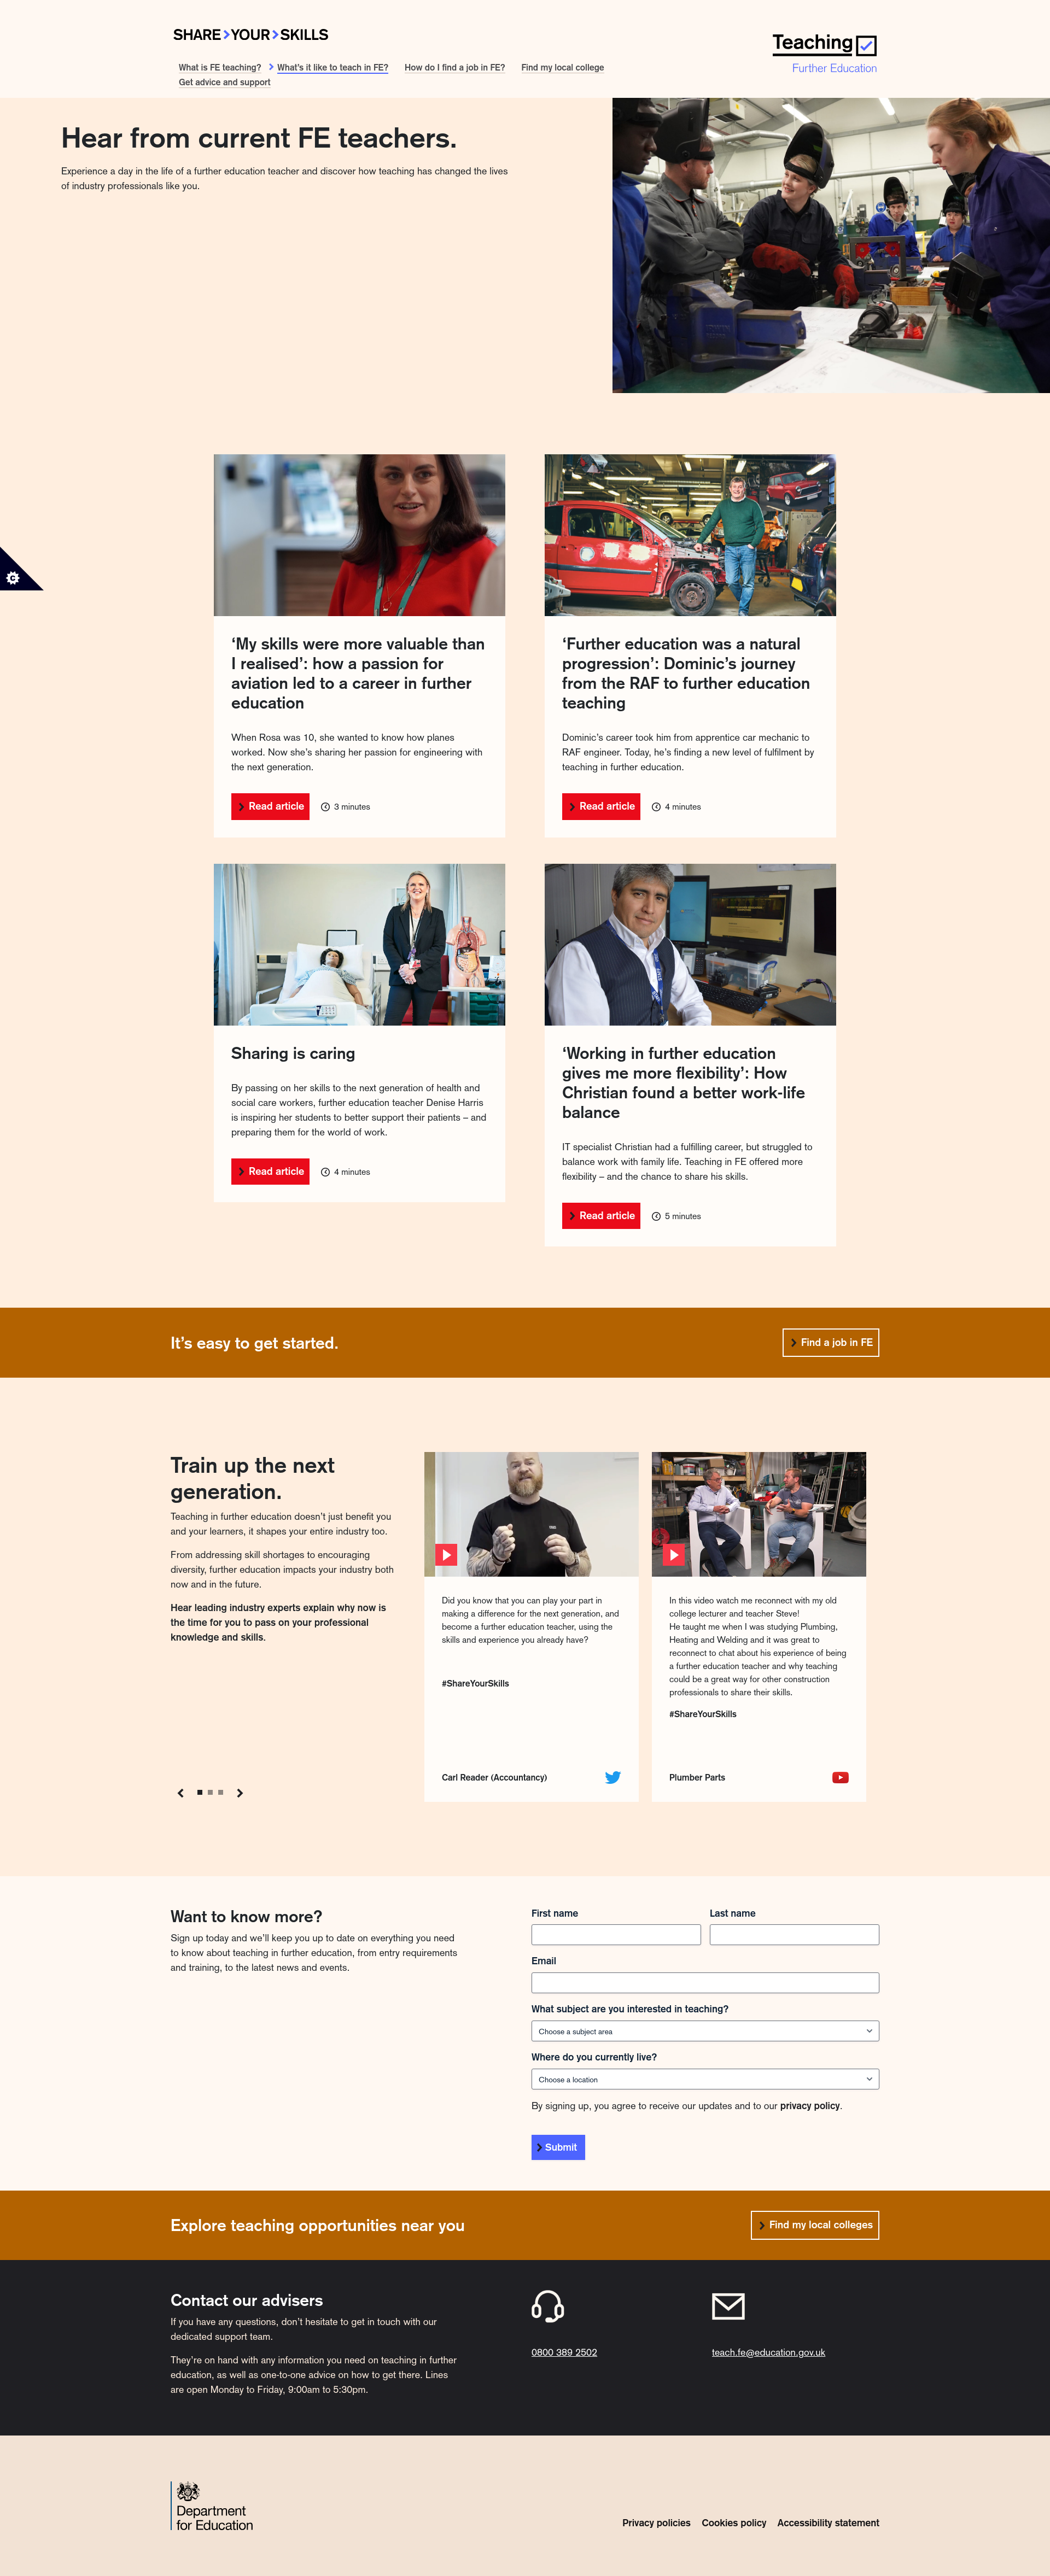 SHARE YOUR SKILLS
Teaching
Further Education
What is FE teaching? What's it like to teach in FE? How do I find a job in FE? Find my local college
Get advice and support
Hear from current FE teachers.
Experience a day in the life of a further education teacher and discover how teaching has changed the lives
of industry professionals like you.
‘My skills were more valuable than
I realised’: how a passion for
aviation led to a career in further
education
When Rosa was 10, she wanted to know how planes
worked. Now she’s sharing her passion for engineering with
the next generation.
Read article 3 minutes
‘Further education was a natural
progression’: Dominic’s journey
from the RAF to further education
teaching
Dominic’s career took him from apprentice car mechanic to
RAF engineer. Today, he’s finding a new level of fulfilment by
teaching in further education.
Read article 4 minutes
Sharing is caring
By passing on her skills to the next generation of health and
social care workers, further education teacher Denise Harris
is inspiring her students to better support their patients – and
preparing them for the world of work.
Read article 4 minutes
‘Working in further education
gives me more flexibility’: How
Christian found a better work-life
balance
IT specialist Christian had a fulfilling career, but struggled to
balance work with family life. Teaching in FE offered more
flexibility – and the chance to share his skills.
Read article 5 minutes
It’s easy to get started.
Find a job in FE
Train up the next
generation.
Teaching in further education doesn’t just benefit you
and your learners, it shapes your entire industry too.
From addressing skill shortages to encouraging
diversity, further education impacts your industry both
now and in the future.
Hear leading industry experts explain why now is
the time for you to pass on your professional
knowledge and skills.
Did you know that you can play your part in
making a difference for the next generation, and
become a further education teacher, using the
skills and experience you already have?
#ShareYourSkills
Carl Reader (Accountancy)
In this video watch me reconnect with my old
college lecturer and teacher Steve!
He taught me when I was studying Plumbing,
Heating and Welding and it was great to
reconnect to chat about his experience of being
a further education teacher and why teaching
could be a great way for other construction
professionals to share their skills.
#ShareYourSkills
Plumber Parts
Want to know more?
Sign up today and we’ll keep you up to date on everything you need
to know about teaching in further education, from entry requirements
and training, to the latest news and events.
First name Last name
Email
What subject are you interested in teaching?
Choose a subject area
Where do you currently live?
Choose a location
By signing up, you agree to receive our updates and to our privacy policy.
Submit
Explore teaching opportunities near you
Find my local colleges
Contact our advisers
If you have any questions, don’t hesitate to get in touch with our
dedicated support team.
They’re on hand with any information you need on teaching in further
education, as well as one-to-one advice on how to get there. Lines
are open Monday to Friday, 9:00am to 5:30pm.
0800 389 2502
teach.fe@education.gov.uk
Department
for Education
Privacy policies Cookies policy Accessibility statement